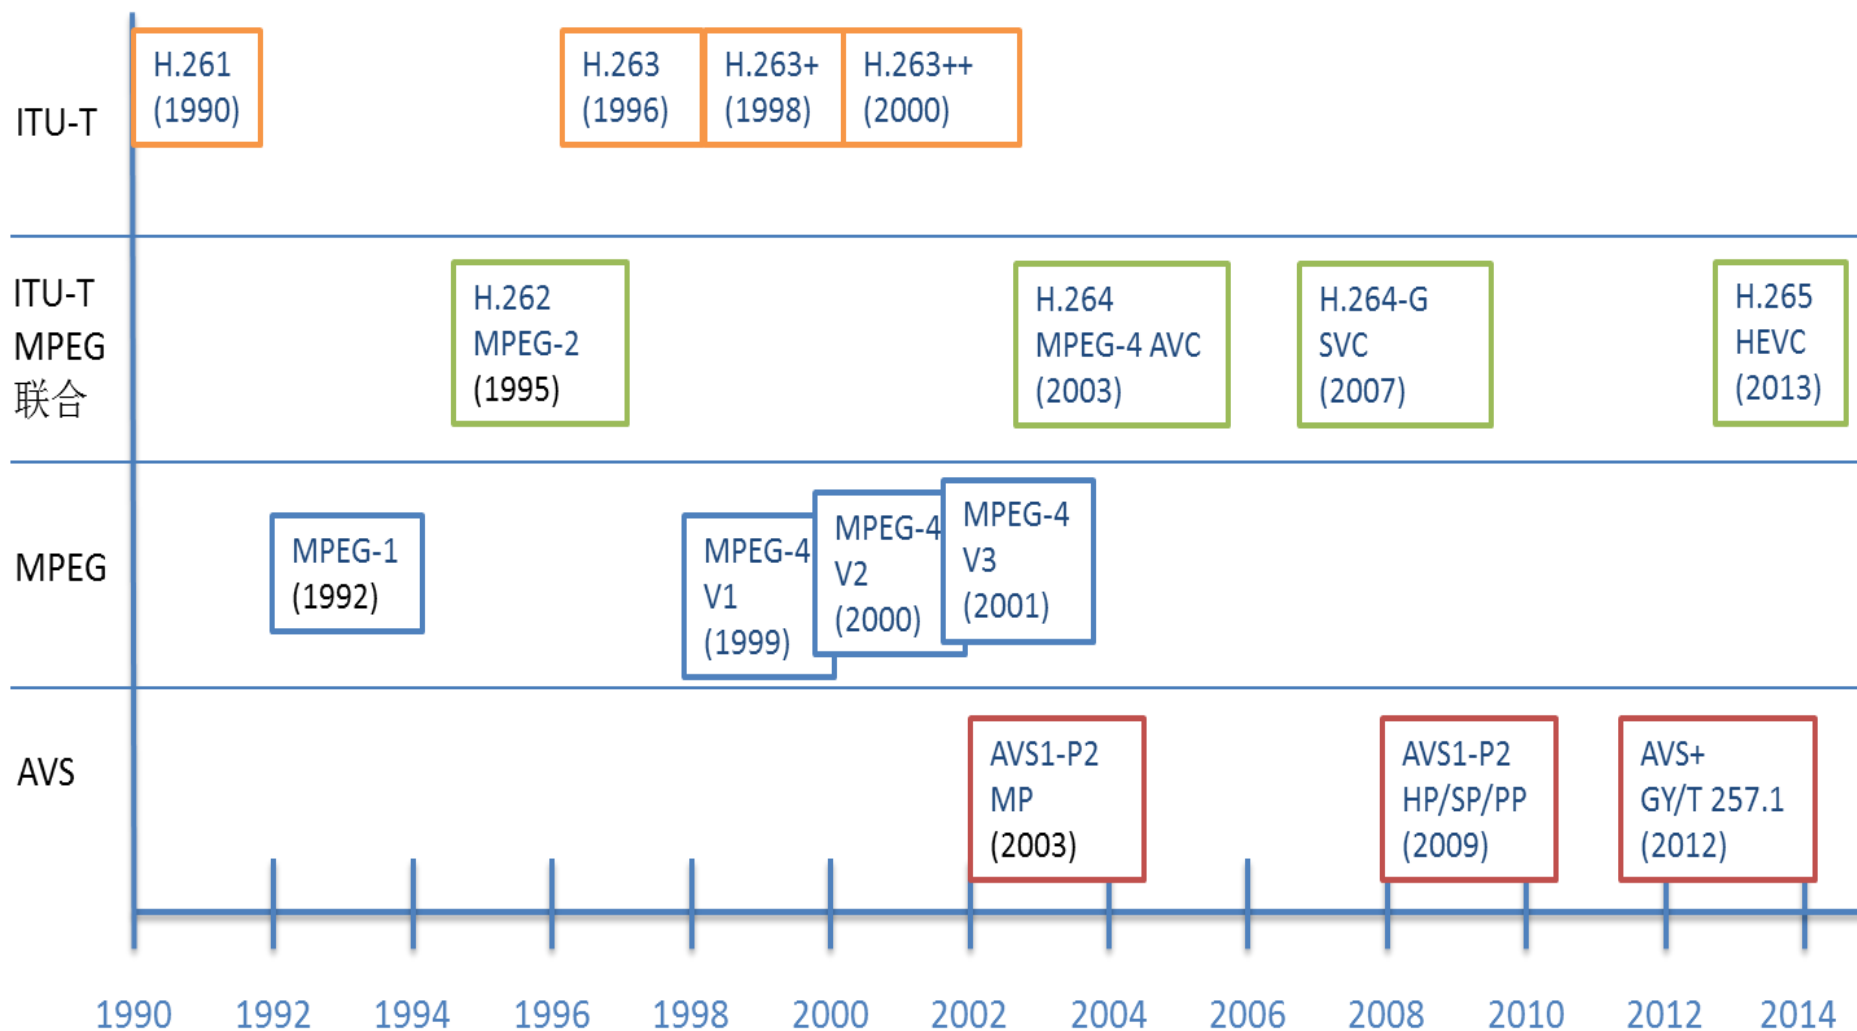 ITU-T
H.261
(1990)
H.263
(1996)
H.263+
(1998)
H.263++
(2000)
ITU-T
MPEG
联合
H.262
MPEG-2
(1995)
H.264
MPEG-4 AVC
(2003)
H.264-G
SVC
(2007)
H.265
HEVC
(2013)
MPEG
MPEG-1
(1992)
MPEG-4
V1
(1999)
MPEG-4
V2
(2000)
MPEG-4
V3
(2001)
AVS
AVS1-P2
MP
(2003)
AVS1-P2
HP/SP/PP
(2009)
AVS+
GY/T 257.1
(2012)
1990 1992 1994 1996 1998 2000 2002 2004 2006 2008 2010 2012 2014